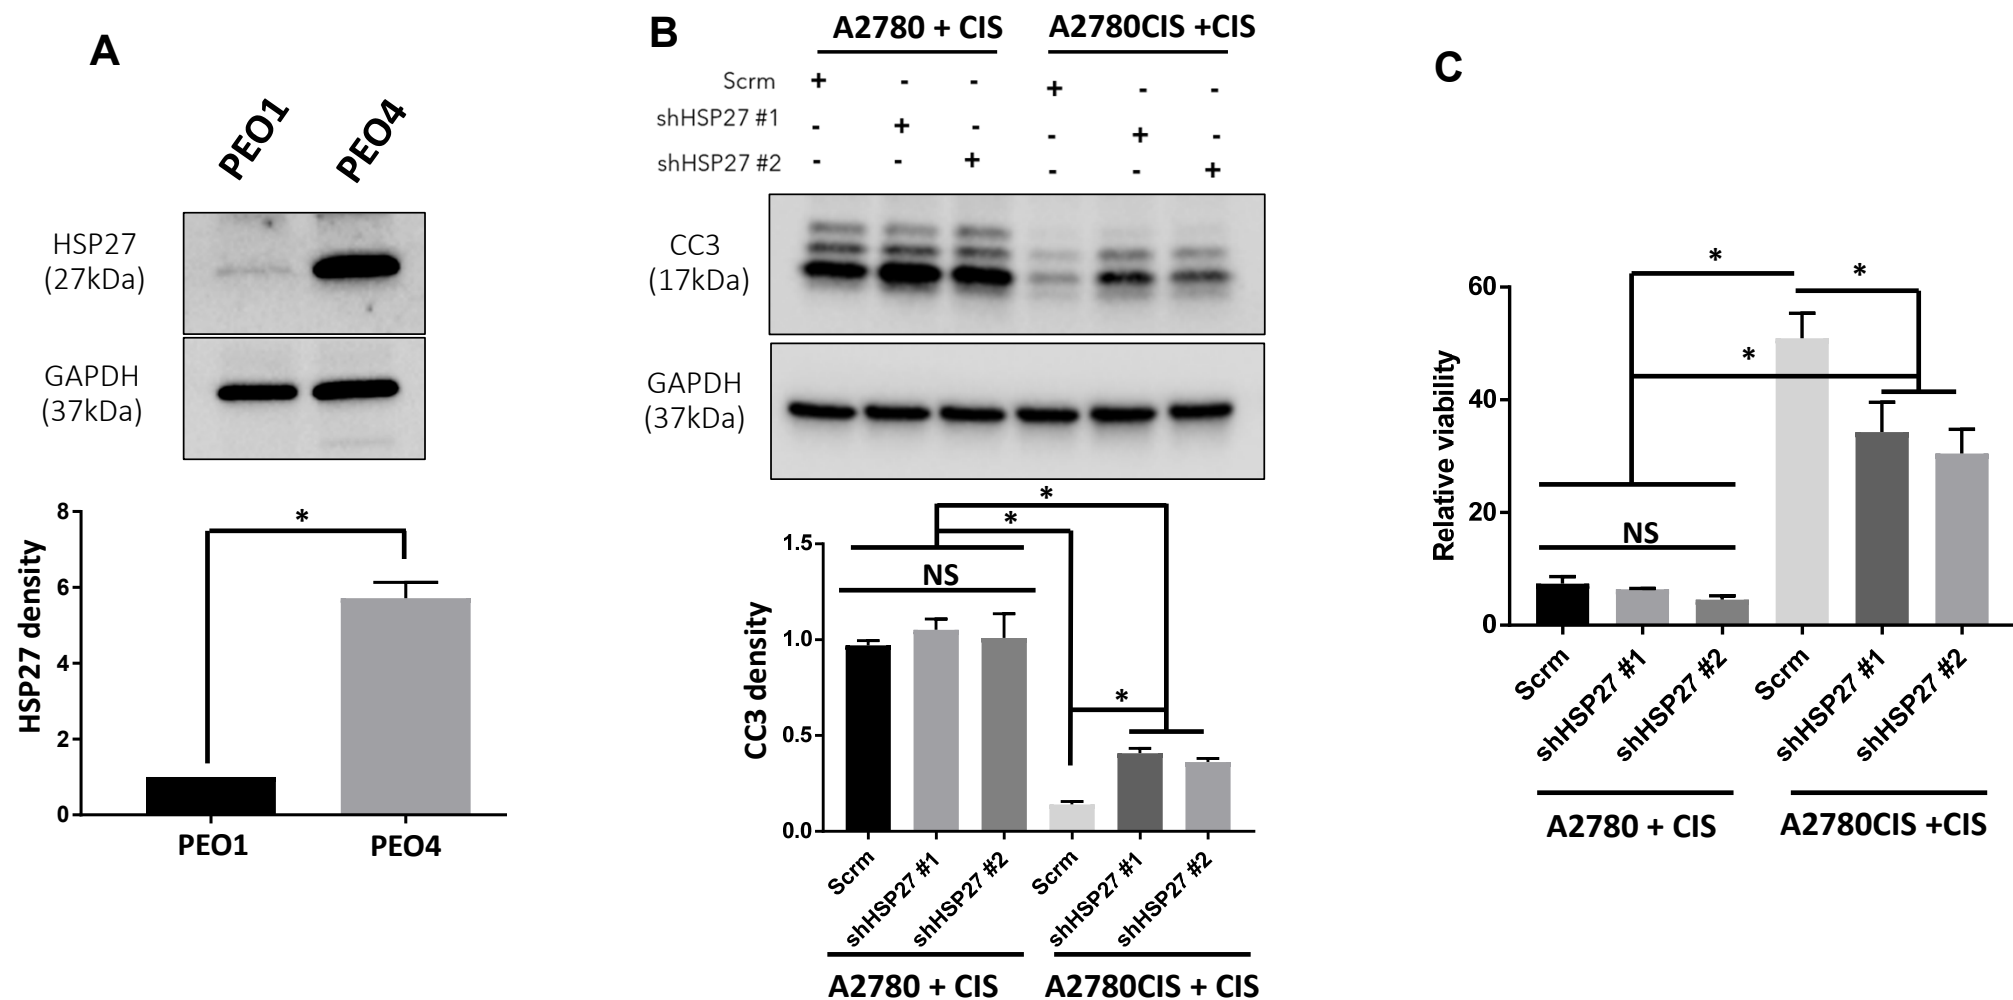 A
PEO1 PEO4
HSP27
(27kDa)
GAPDH
(37kDa)
HSP27 density
8
6
4
2
0
*
PEO1 PEO4
B
A2780 + CIS A2780CIS +CIS
Scrm + - - + - -
shHSP27 #1 - + - - + -
shHSP27 #2 - - + - - +
CC3
(17kDa)
GAPDH
(37kDa)
CC3 density
1.5
1.0
0.5
0.0
*
*
NS
*
Scrm shHSP27 #1 shHSP27 #2 Scrm shHSP27 #1 shHSP27 #2
A2780 + CIS A2780CIS + CIS
C
Relative viability
60
40
20
0
* *
*
NS
Scrm shHSP27 #1 shHSP27 #2 Scrm shHSP27 #1 shHSP27 #2
A2780 + CIS A2780CIS +CIS